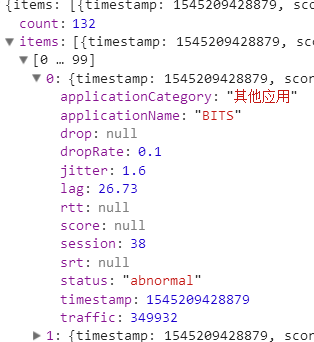 {items: [{timestamp: 1545209428879, sco
count: 132
▼ items: [{timestamp: 1545209428879, scor
▼ [0 … 99]
▼ 0: {timestamp: 1545209428879, scor
applicationCategory: "其他应用"
applicationName: "BITS"
drop: null
dropRate: 0.1
jitter: 1.6
lag: 26.73
rtt: null
score: null
session: 38
srt: null
status: "abnormal"
timestamp: 1545209428879
traffic: 349932
▶ 1: {timestamp: 1545209428879, scor